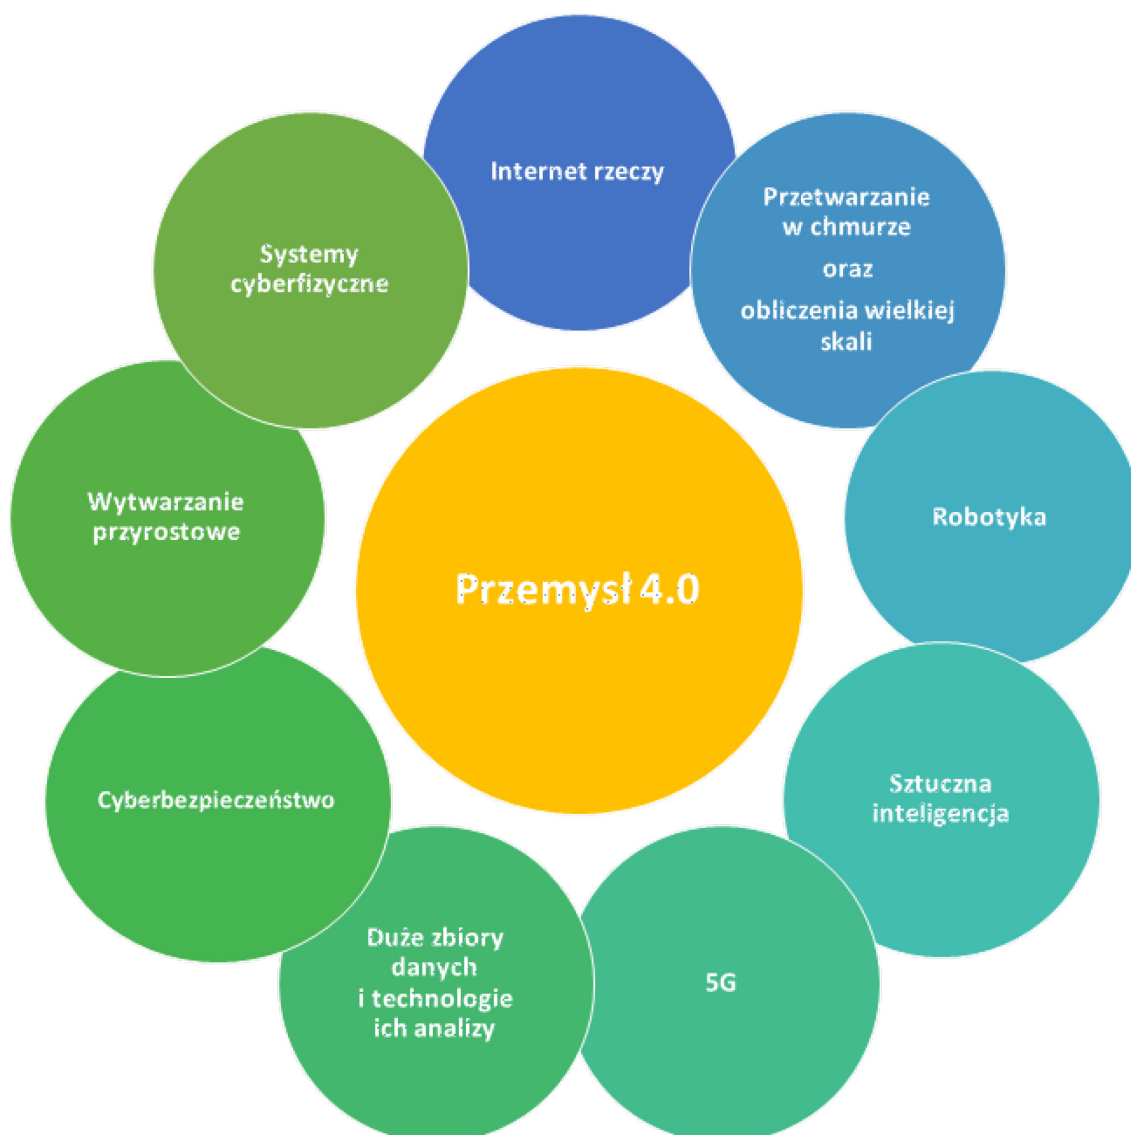 Internet rzeczy
Przetwarzanie
w chmurze
oraz
obliczenia wielkiej
skali
Systemy
cyberfizyczne
Wytwarzanie
przyrostowe
Robotyka
Przemysł 4.0
Cyberbezpieczeństwo
Sztuczna
inteligencja
Duże zbiory
danych
i technologie
ich analizy
5G